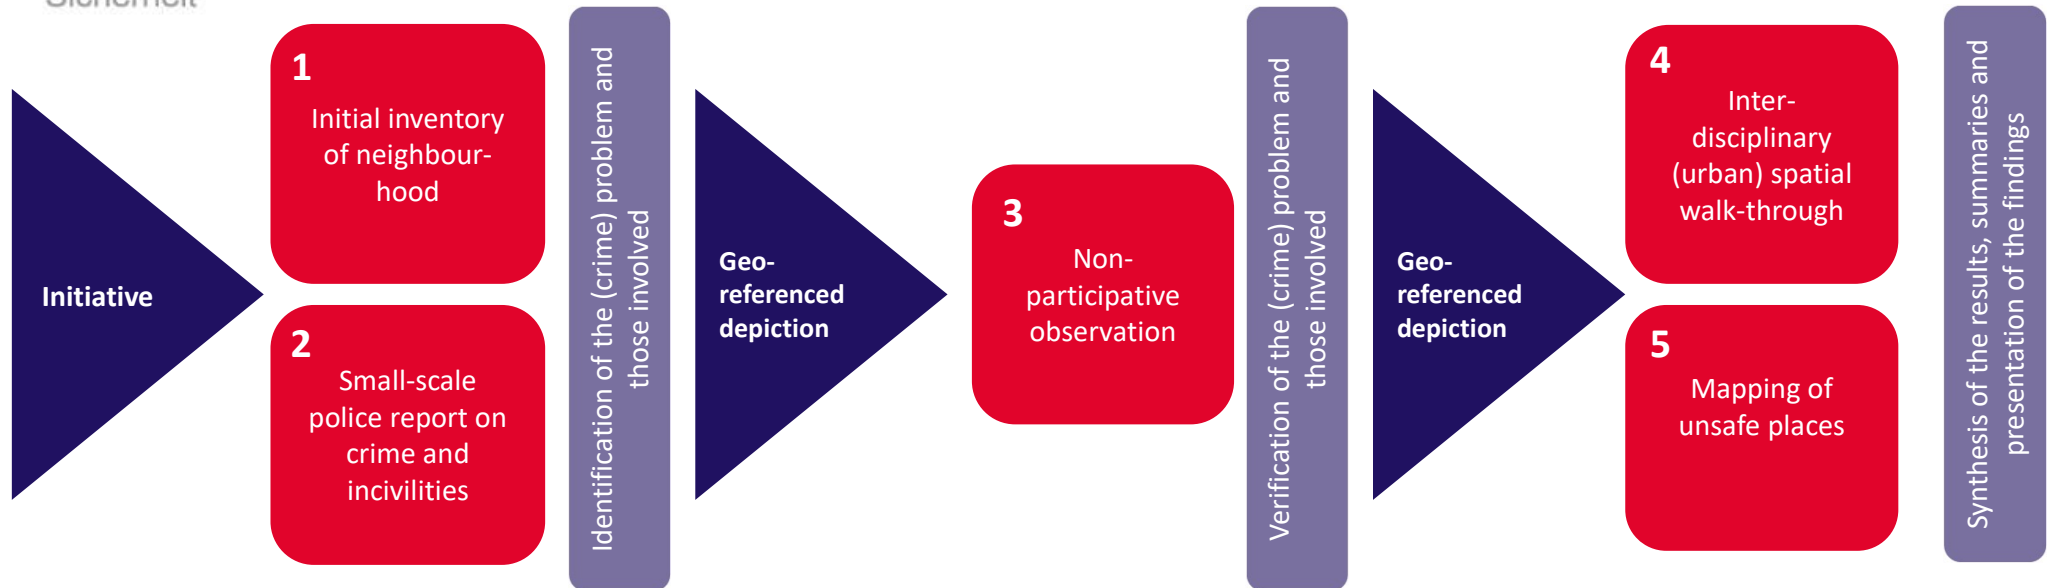 Initiative
1
Initial inventory
of neighbour-
hood
2
Small-scale
police report on
crime and
incivilities
Identification of the (crime) problem and
those involved
Geo-
referenced
depiction
3
Non-
participative
observation
Verification of the (crime) problem and
those involved
Geo-
referenced
depiction
4
Inter-
disciplinary
(urban) spatial
walk-through
5
Mapping of
unsafe places
Synthesis of the results, summaries and
presentation of the findings